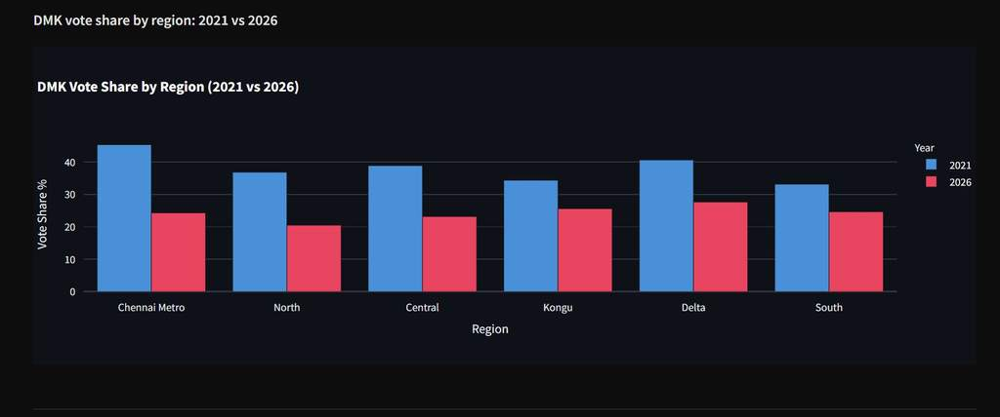 DMK vote share by region: 2021 vs 2026
DMK Vote Share by Region (2021 vs 2026)
Year
2021
2026
Vote Share %
40
30
20
10
0
Chennai Metro North Central Kongu Delta South
Region